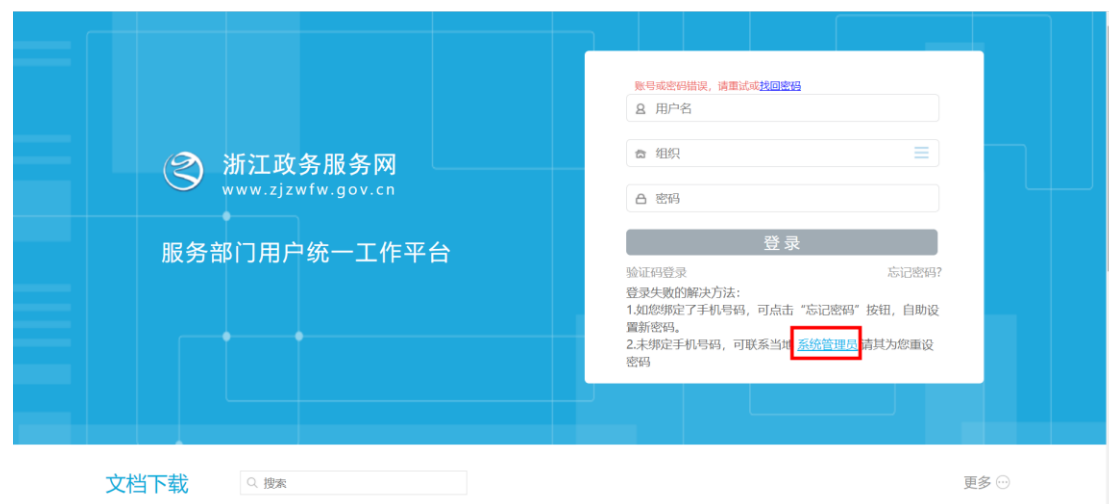 账号或密码错误，请重试或找回密码
用户名
浙江政务服务网
www.zjzwfw.gov.cn
组织
密码
服务部门用户统一工作平台
登录
验证码登录 忘记密码?
登录失败的解决方法：
1.如您绑定了手机号码，可点击“忘记密码”按钮，自助设
置新密码。
2.未绑定手机号码，可联系当地 系统管理员 请其为您重设
密码
文档下载 搜索 更多